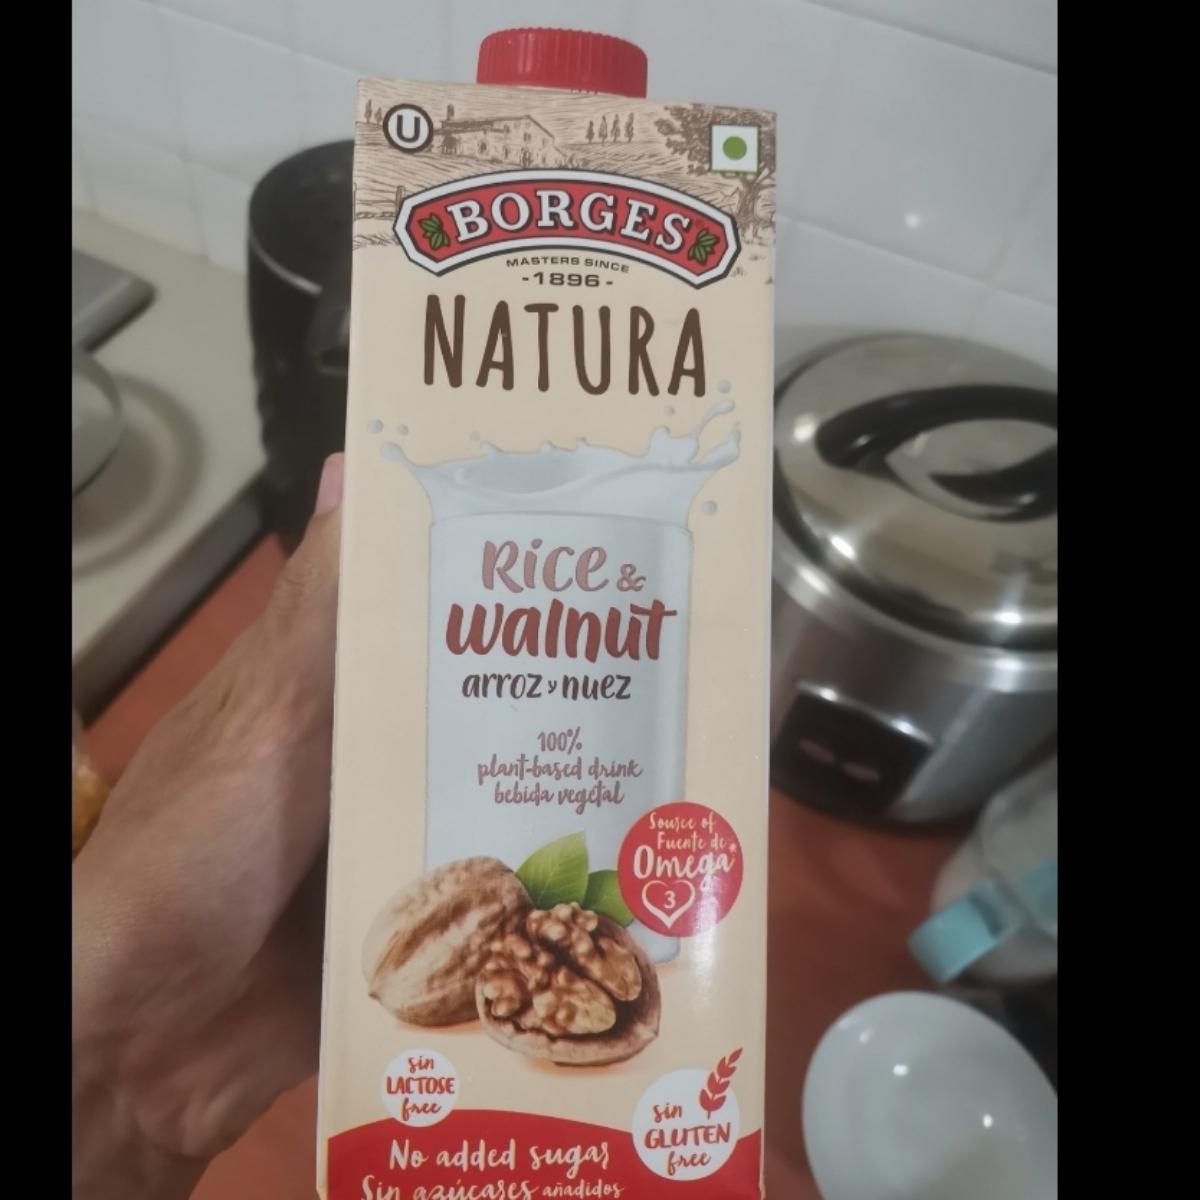 U
BORGES
MASTERS SINCE
-1896-
NATURA
Rice &
walnut
arroz y nuez
100%
plant-based drink
bebida vegetal
Source of
Fuente de
Omega*
3
sin
LACTOSE
free
sin
GLUTEN
free
No added sugar
Sin azúcares añadidos